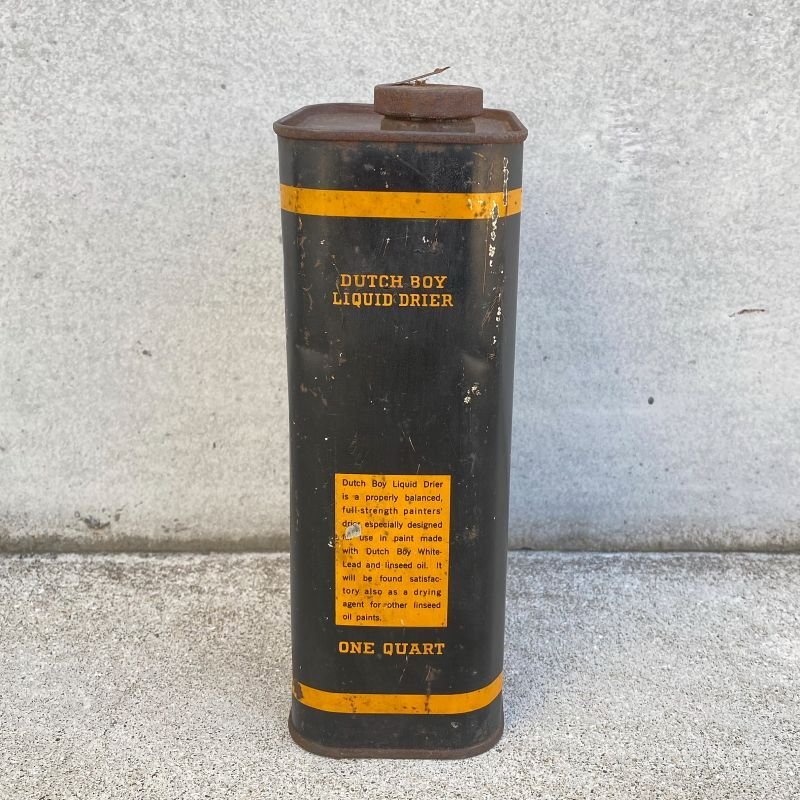 DUTCH BOY
LIQUID DRIER
Dutch Boy Liquid Drier
is a properly balanced,
full-strength painters'
drier especially designed
for use in paint made
with Dutch Boy White-
Lead and linseed oil. It
will be found satisfac-
tory also as a drying
agent for other linseed
oil paints.
ONE QUART